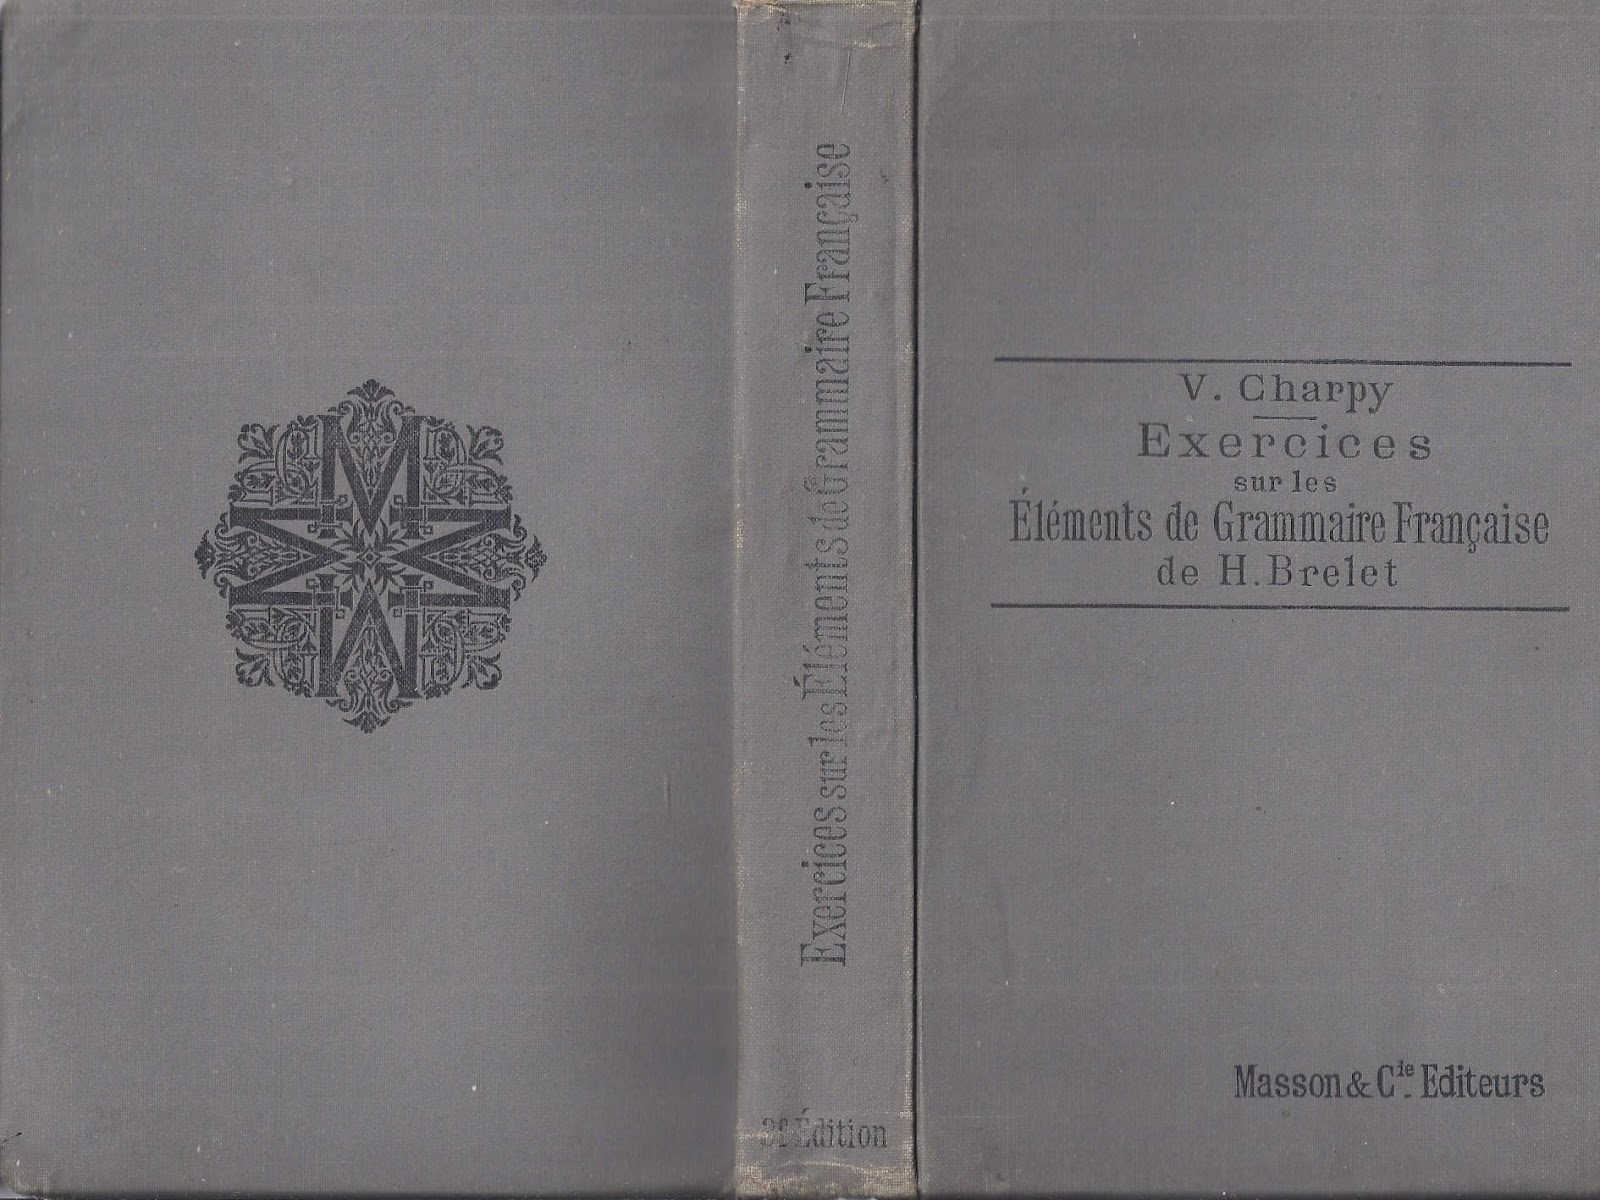 V. Charpy
Exercices
sur les
Éléments de Grammaire Française
de H. Brelet
Masson & Cie. Editeurs
Exercices sur les Éléments de Grammaire Française
Édition